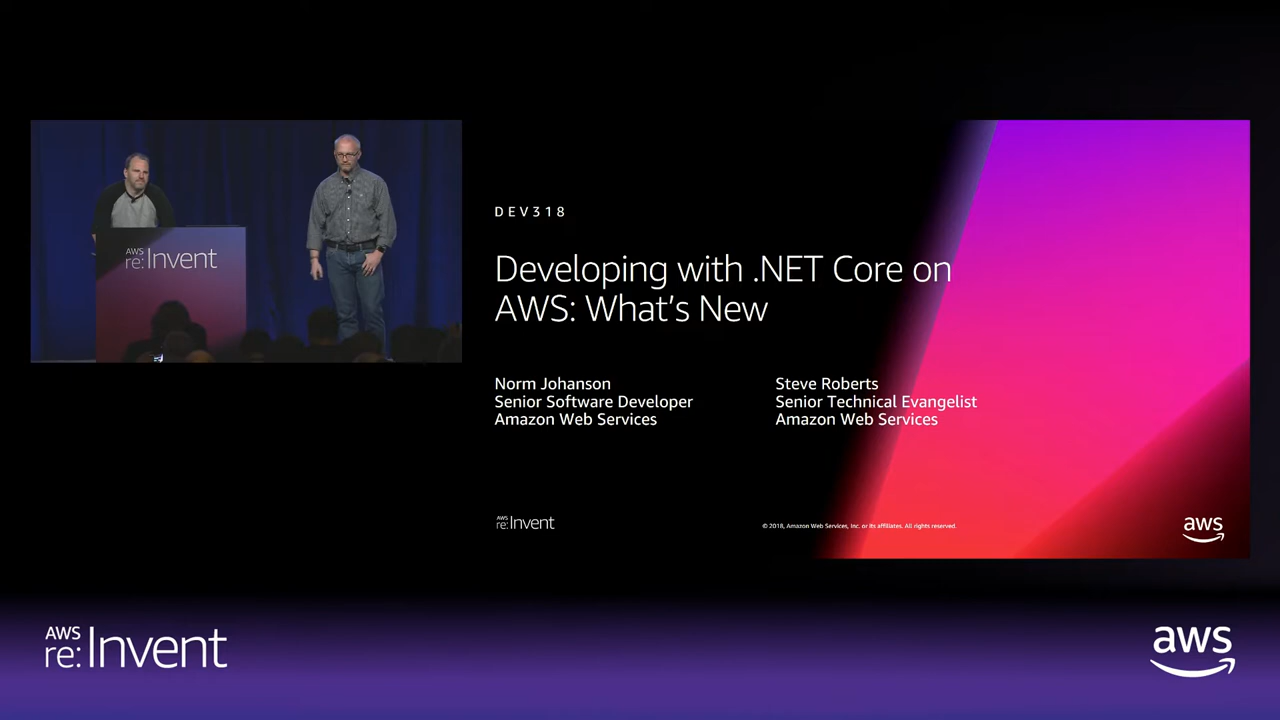 AWS
re:Invent
DEV318
Developing with .NET Core on
AWS: What's New
Norm Johanson
Senior Software Developer
Amazon Web Services
Steve Roberts
Senior Technical Evangelist
Amazon Web Services
AWS
re:Invent
© 2018, Amazon Web Services, Inc. or its affiliates. All rights reserved.
aws
AWS
re:Invent
aws